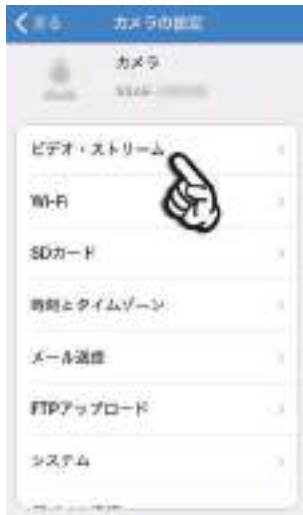 戻る カメラの設定
カメラ
ビデオ・ストリーム
Wi-Fi
SDカード
時刻とタイムゾーン
メール送信
FTPアップロード
システム